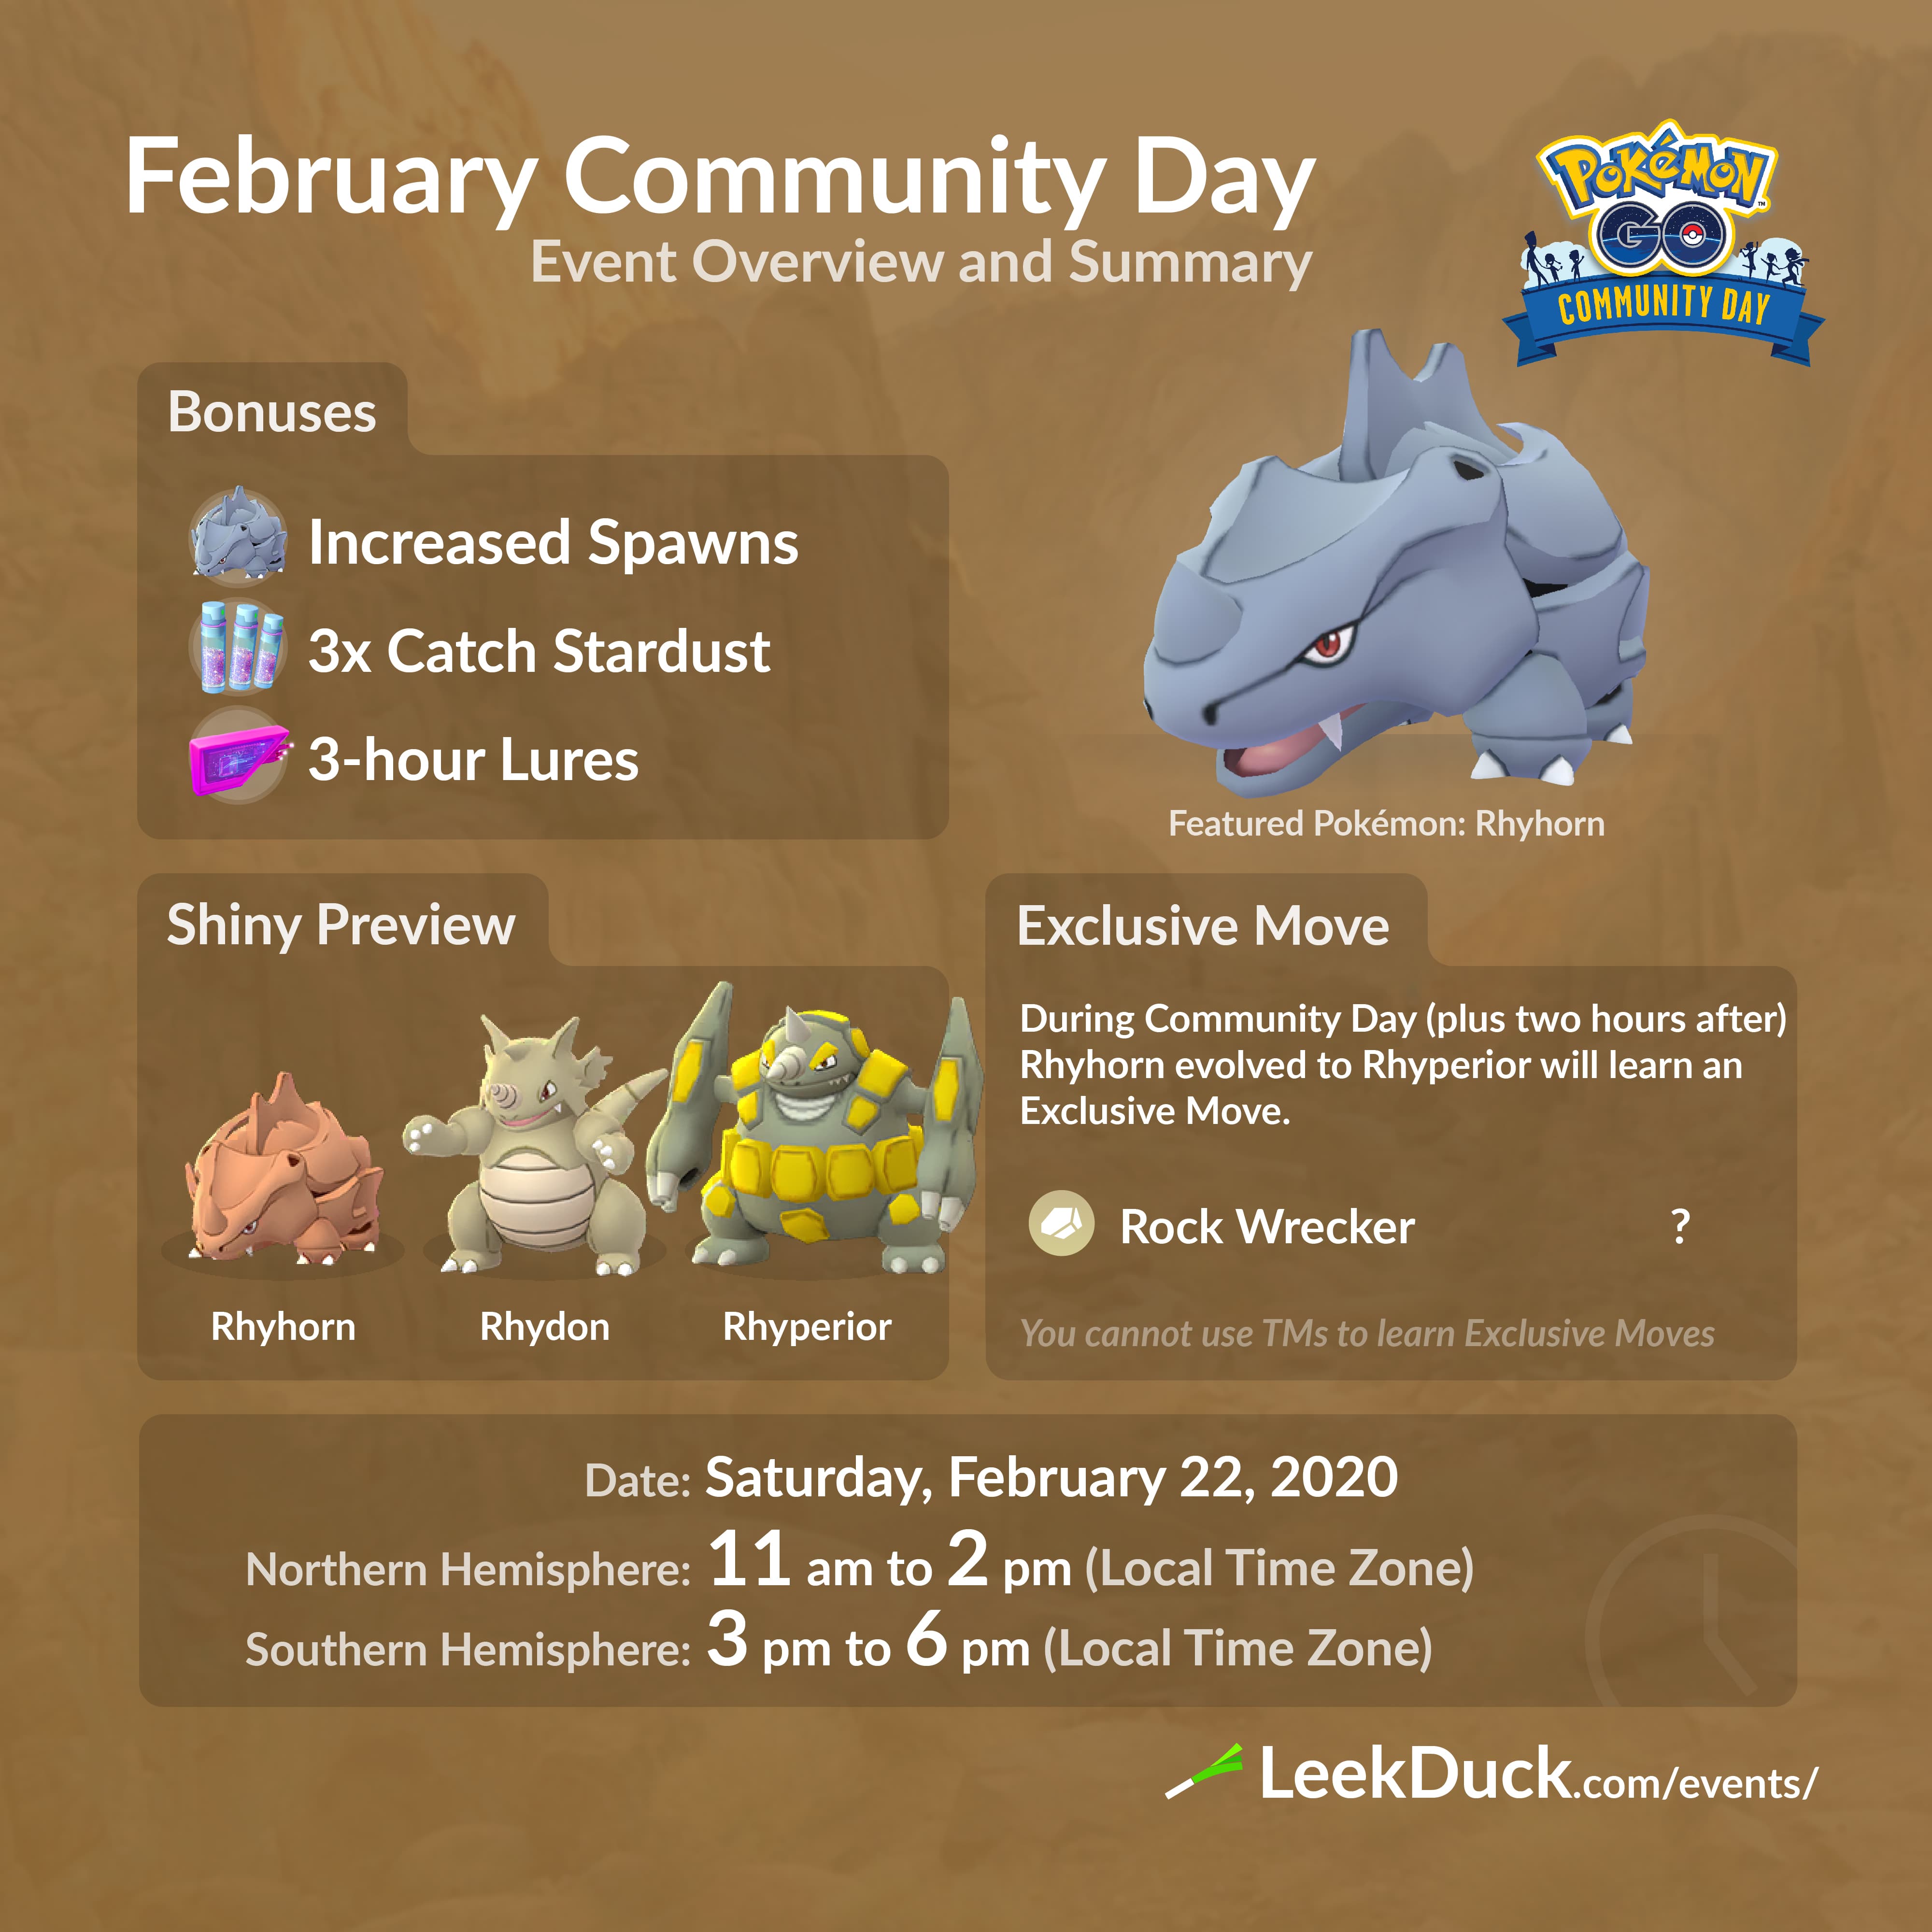 February Community Day
Event Overview and Summary
POKéMON
GO
COMMUNITY DAY
Bonuses
Increased Spawns
3x Catch Stardust
3-hour Lures
Featured Pokémon: Rhyhorn
Shiny Preview
Rhyhorn
Rhydon
Rhyperior
Exclusive Move
During Community Day (plus two hours after)
Rhyhorn evolved to Rhyperior will learn an
Exclusive Move.
Rock Wrecker ?
You cannot use TMs to learn Exclusive Moves
Date: Saturday, February 22, 2020
Northern Hemisphere: 11 am to 2 pm (Local Time Zone)
Southern Hemisphere: 3 pm to 6 pm (Local Time Zone)
LeekDuck.com/events/